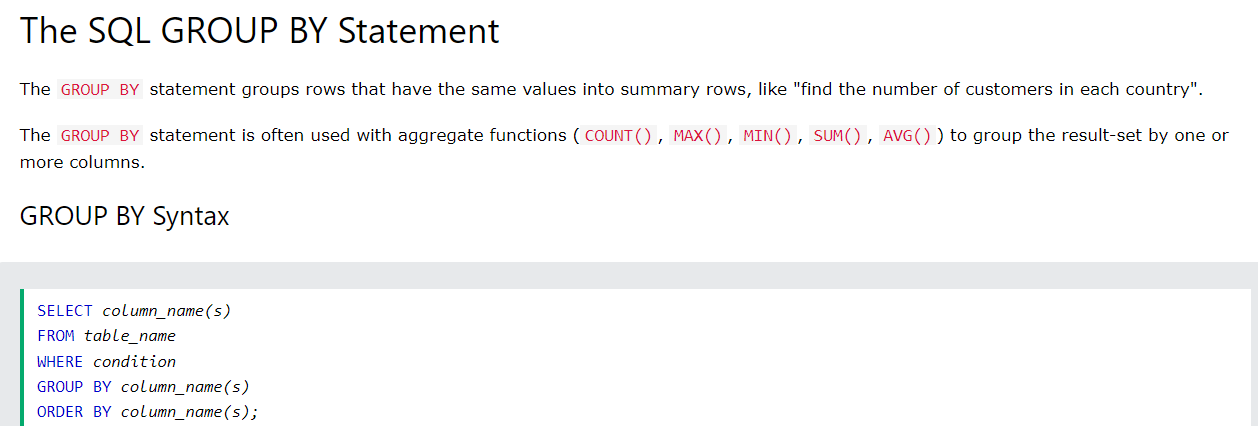 The SQL GROUP BY Statement
The GROUP BY statement groups rows that have the same values into summary rows, like "find the number of customers in each country".
The GROUP BY statement is often used with aggregate functions ( COUNT() , MAX() , MIN() , SUM() , AVG() ) to group the result-set by one or
more columns.
GROUP BY Syntax
SELECT column_name(s)
FROM table_name
WHERE condition
GROUP BY column_name(s)
ORDER BY column_name(s);